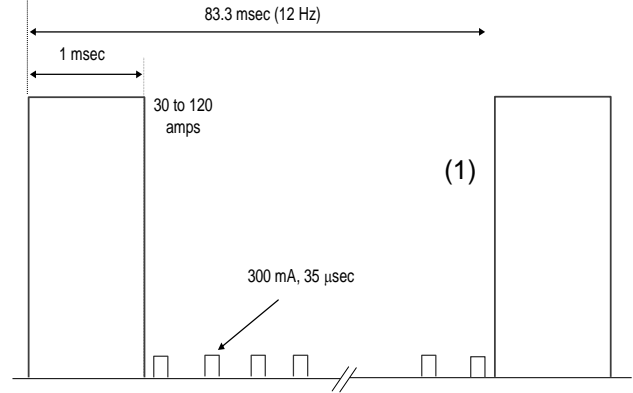 83.3 msec (12 Hz)
1 msec
30 to 120
amps
(1)
300 mA, 35 μsec